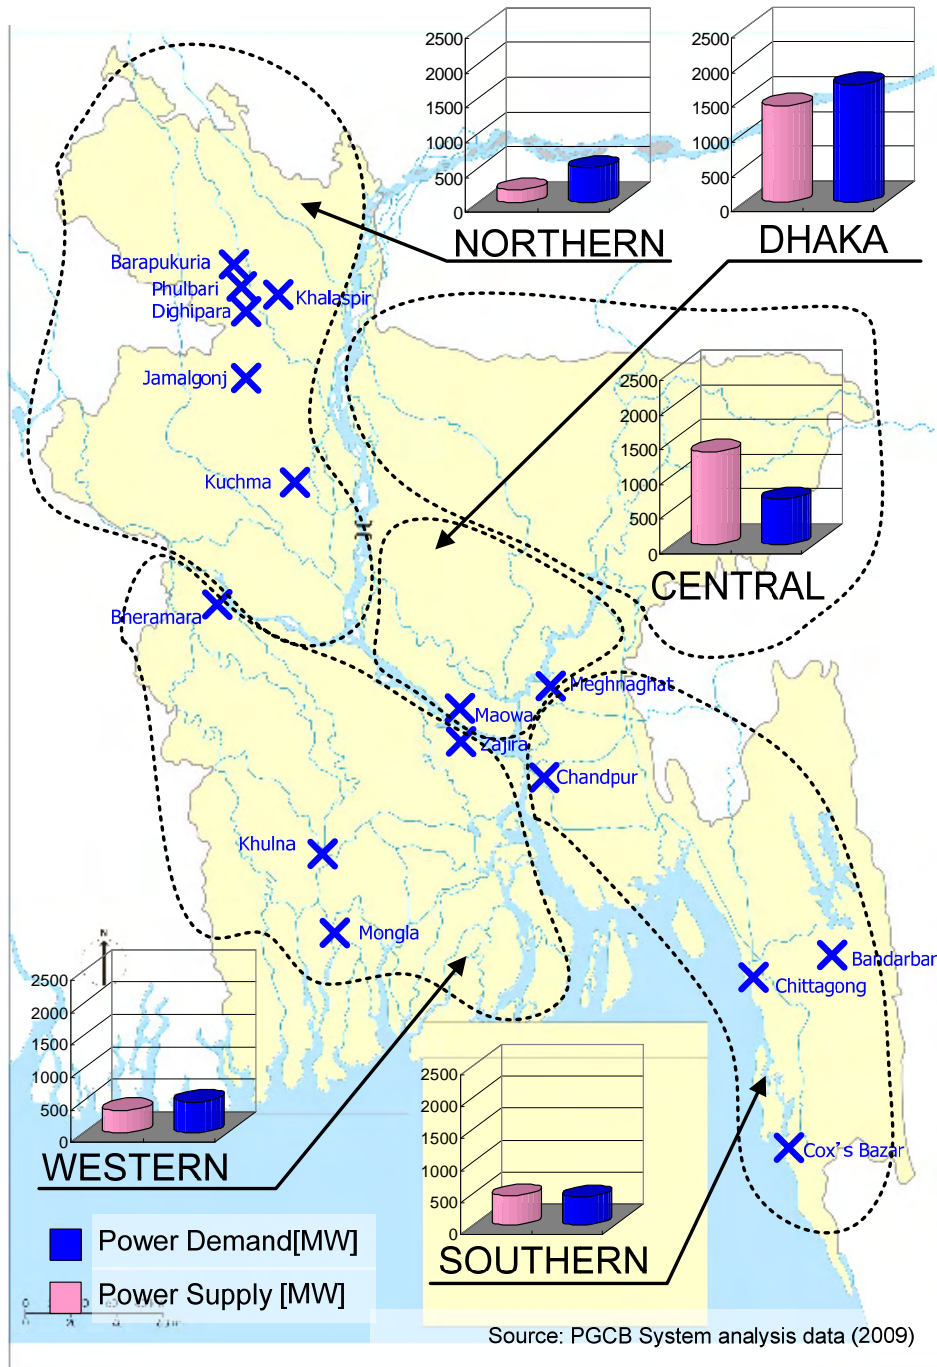 2500
2000
1500
1000
500
0
NORTHERN
2500
2000
1500
1000
500
0
DHAKA
Barapukuria
Phulbari
Khalaspir
Dighipara
Jamalgonj
Kuchma
2500
2000
1500
1000
500
0
CENTRAL
Bheramara
Meghnaghat
Maowa
Zajira
Chandpur
Khulna
Mongla
Bandarban
Chittagong
N
2500
2000
1500
1000
500
0
WESTERN
2500
2000
1500
1000
500
0
SOUTHERN
Cox's Bazar
Power Demand[MW]
Power Supply [MW]
Source: PGCB System analysis data (2009)